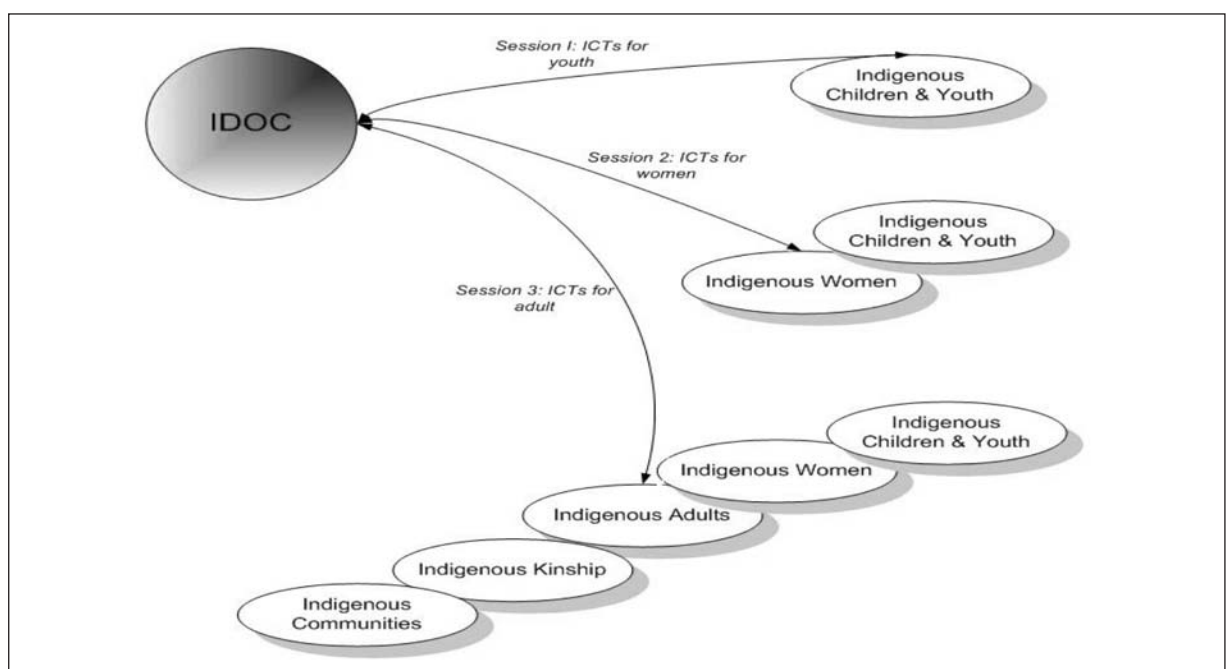 Session I: ICTs for
youth
IDOC
Indigenous
Children & Youth
Session 2: ICTs for
women
Indigenous
Children & Youth
Indigenous Women
Session 3: ICTs for
adult
Indigenous
Children & Youth
Indigenous Women
Indigenous Adults
Indigenous Kinship
Indigenous
Communities